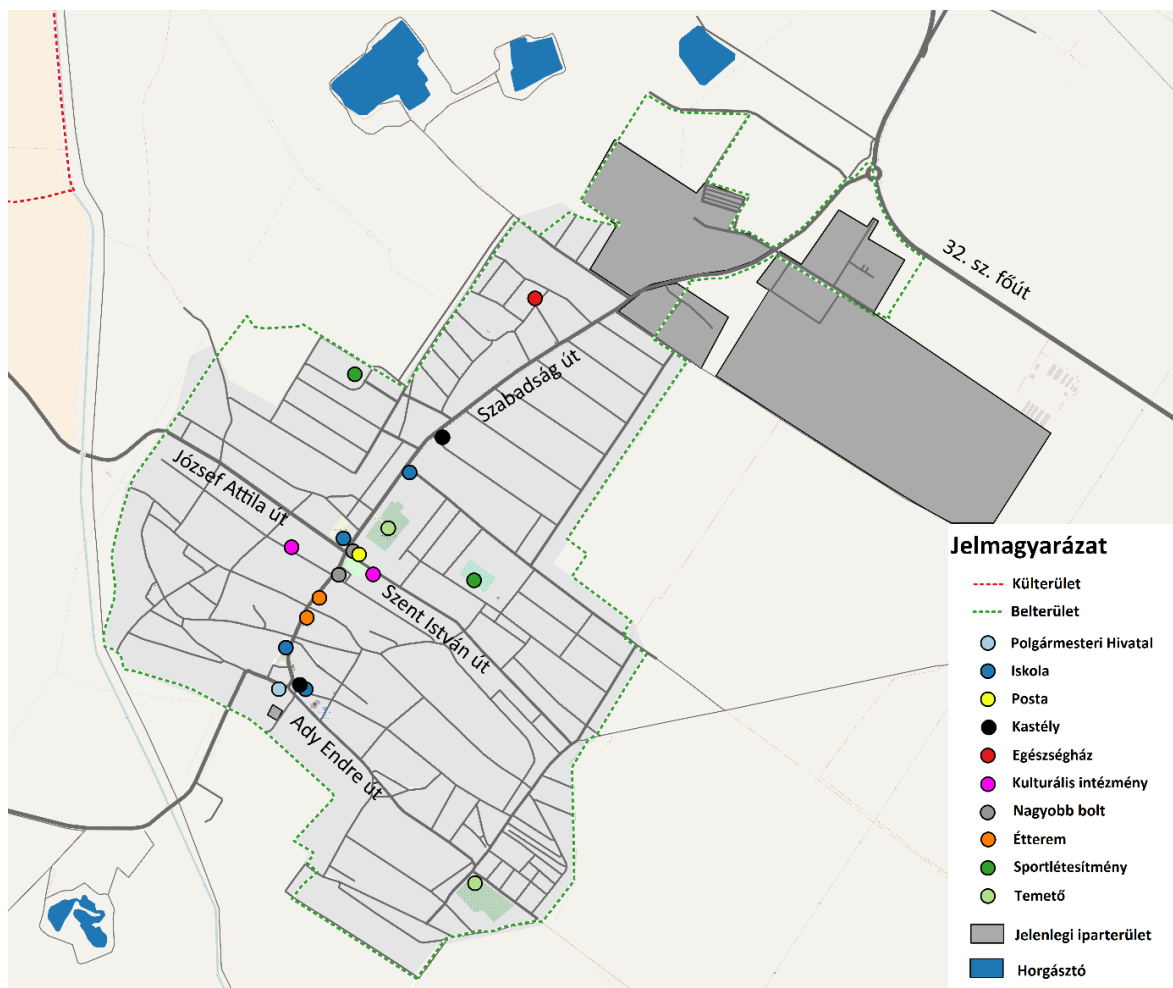 32. sz. főút
Szabadság út
József Attila út
Szent István út
Ady Endre út
Jelmagyarázat
Külterület
Belterület
Polgármesteri Hivatal
Iskola
Posta
Kastély
Egészségház
Kulturális intézmény
Nagyobb bolt
Étterem
Sportlétesítmény
Temető
Jelenlegi iparterület
Horgásztó